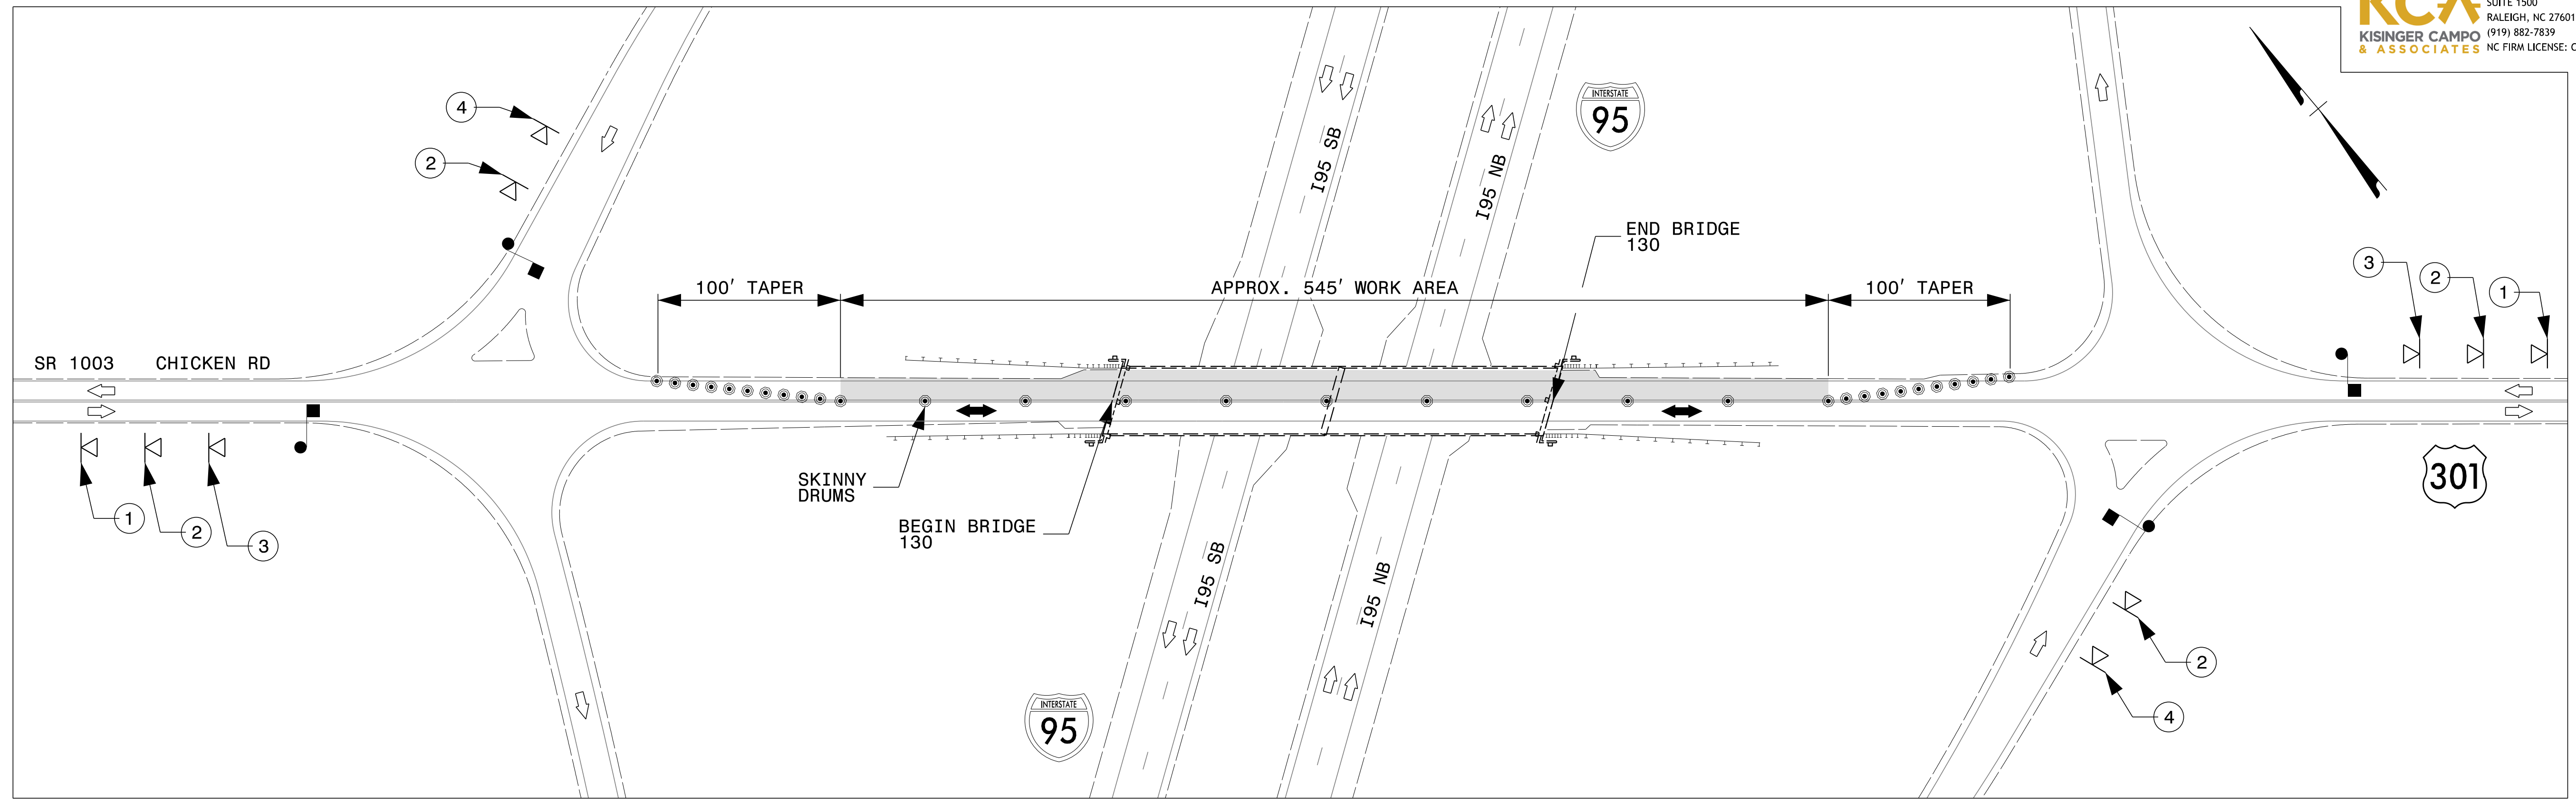 SUITE 1500
RALEIGH, NC 27601
KCA
(919) 882-7839
KISINGER CAMPO
& ASSOCIATES
NC FIRM LICENSE: C
4
2
INTERSTATE
95
I95 SB
I95 NB
END BRIDGE
130
3
2
1
100' TAPER
APPROX. 545' WORK AREA
100' TAPER
SR 1003 CHICKEN RD
SKINNY
DRUMS
BEGIN BRIDGE
130
301
1
2
3
I95 SB
I95 NB
2
4
INTERSTATE
95